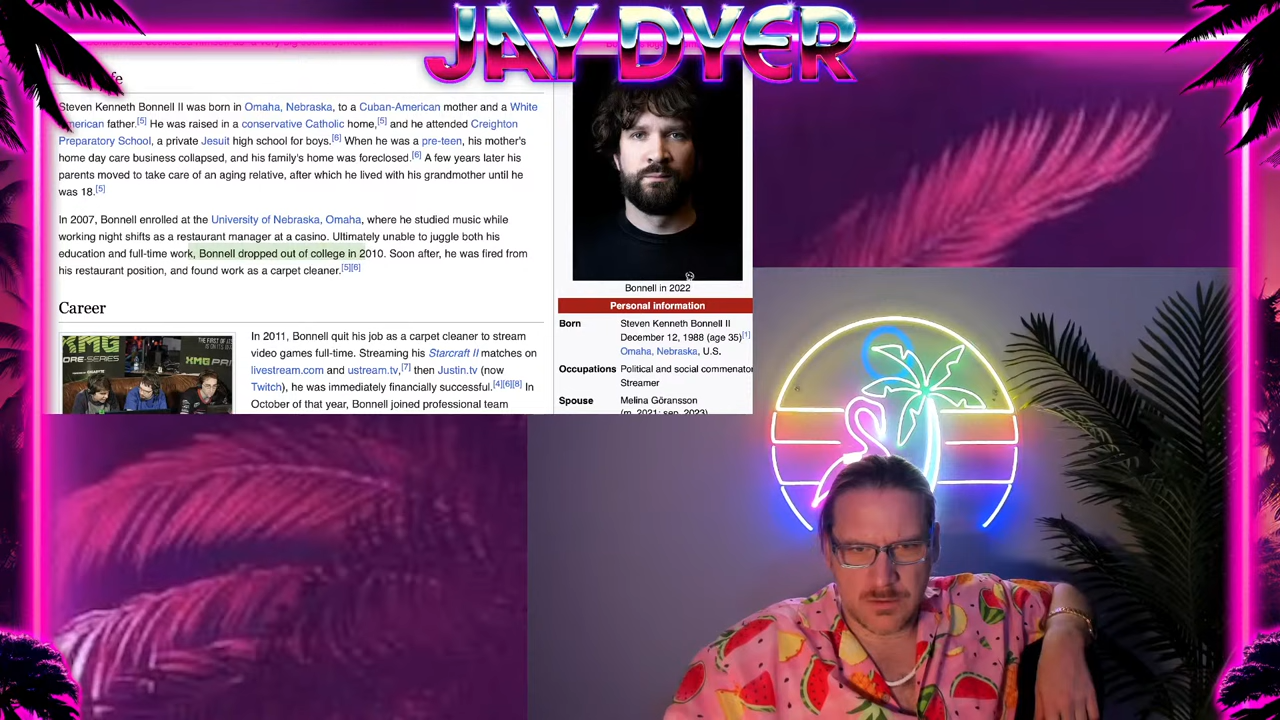 JAY DYER
Steven Kenneth Bonnell II was born in Omaha, Nebraska, to a Cuban-American mother and a White
American father.[5] He was raised in a conservative Catholic home,[5] and he attended Creighton
Preparatory School, a private Jesuit high school for boys.[6] When he was a pre-teen, his mother's
home day care business collapsed, and his family's home was foreclosed.[6] A few years later his
parents moved to take care of an aging relative, after which he lived with his grandmother until he
was 18.[5]
In 2007, Bonnell enrolled at the University of Nebraska, Omaha, where he studied music while
working night shifts as a restaurant manager at a casino. Ultimately unable to juggle both his
education and full-time work, Bonnell dropped out of college in 2010. Soon after, he was fired from
his restaurant position, and found work as a carpet cleaner.[5][6]
Career
XMG
ORE-SERIES
THE FIRST OF
XMG PRO
In 2011, Bonnell quit his job as a carpet cleaner to stream
video games full-time. Streaming his Starcraft II matches on
livestream.com and ustream.tv,[7] then Justin.tv (now
Twitch), he was immediately financially successful.[4][6][8] In
October of that year, Bonnell joined professional team
Bonnell in 2022
Personal information
Born Steven Kenneth Bonnell II
December 12, 1988 (age 35)[1]
Omaha, Nebraska, U.S.
Occupations Political and social commentator
Streamer
Spouse Melina Göransson
(m. 2021; sep. 2023)